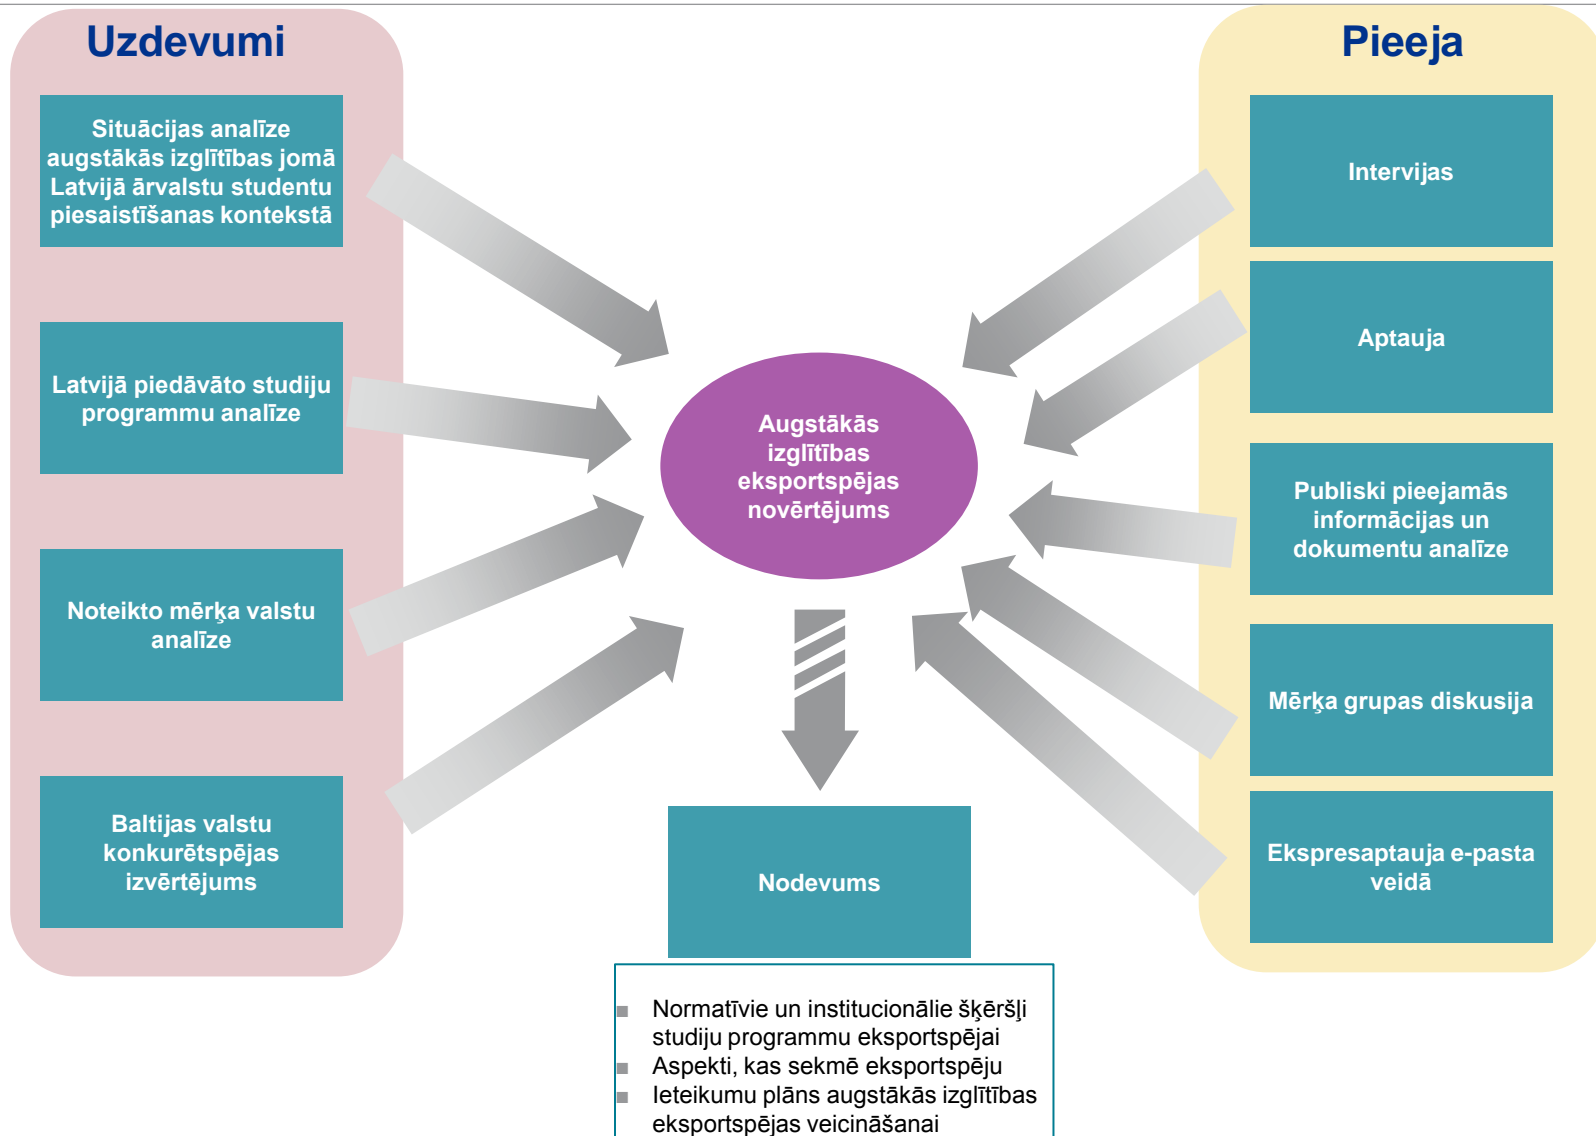 Uzdevumi
Situācijas analīze
augstākās izglītības jomā
Latvijā ārvalstu studentu
piesaistīšanas kontekstā
Latvijā piedāvāto studiju
programmu analīze
Noteikto mērķa valstu
analīze
Baltijas valstu
konkurētspējas
izvērtējums
Augstākās
izglītības
eksportspējas
novērtējums
Nodevums
■ Normatīvie un institucionālie šķēršļi
studiju programmu eksportspējai
■ Aspekti, kas sekmē eksportspēju
■ Ieteikumu plāns augstākās izglītības
eksportspējas veicināšanai
Pieeja
Intervijas
Aptauja
Publiski pieejamās
informācijas un
dokumentu analīze
Mērķa grupas diskusija
Ekspresaptauja e-pasta
veidā